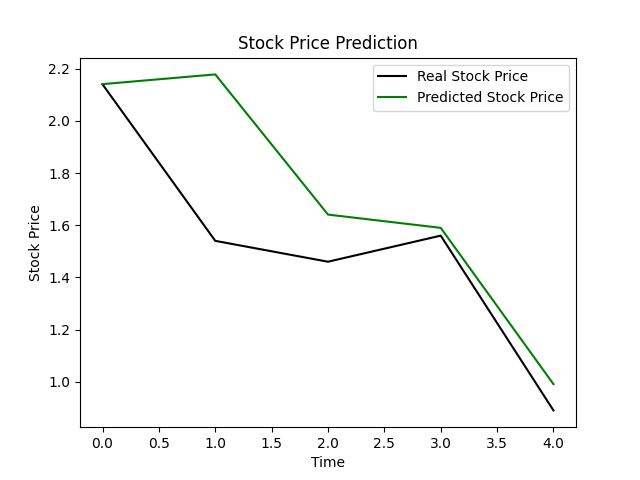 Stock Price Prediction
Real Stock Price
Predicted Stock Price
2.2
2.0
1.8
1.6
1.4
1.2
1.0
Stock Price
0.0 0.5 1.0 1.5 2.0 2.5 3.0 3.5 4.0
Time